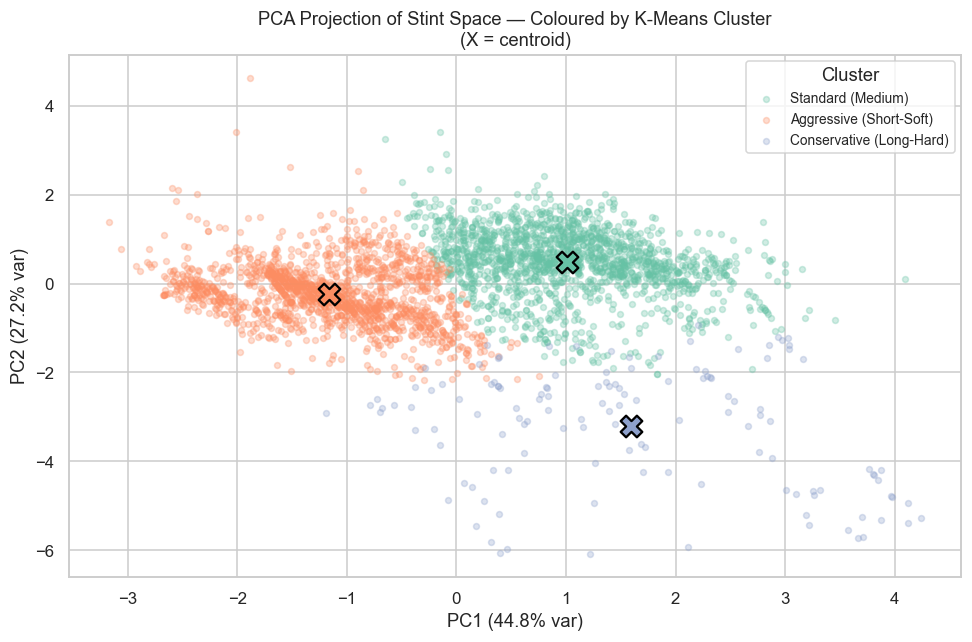 PCA Projection of Stint Space — Coloured by K-Means Cluster
(X = centroid)
Cluster
Standard (Medium)
Aggressive (Short-Soft)
Conservative (Long-Hard)
PC2 (27.2% var)
4
2
0
−2
−4
−6
−3
−2
−1
0
1
2
3
4
PC1 (44.8% var)